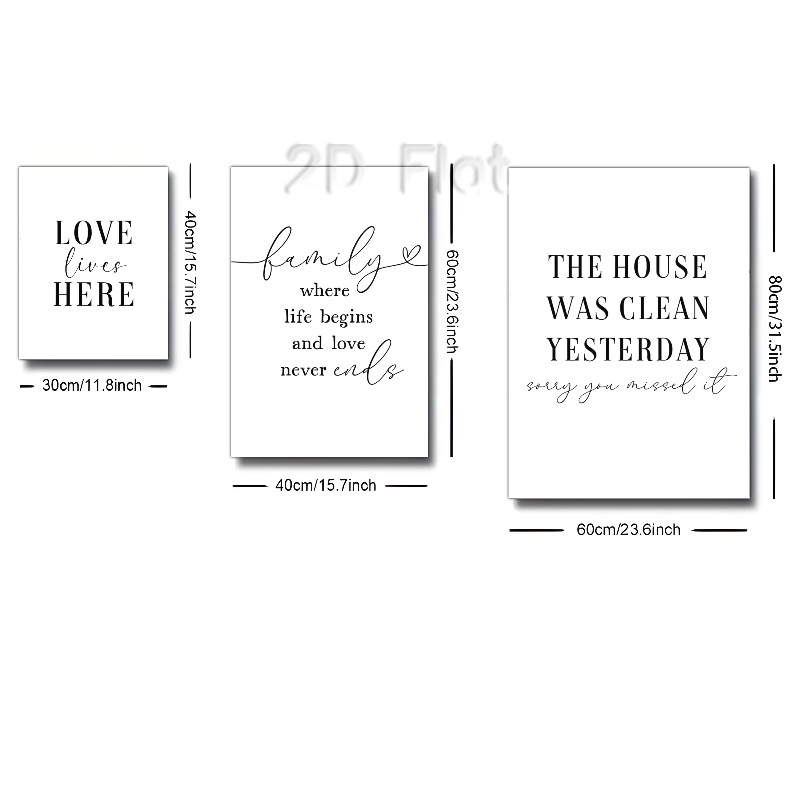 2D Flat
LOVE
lives
HERE
40cm/15.7inch
30cm/11.8inch
family
where
life begins
and love
never ends
60cm/23.6inch
40cm/15.7inch
THE HOUSE
WAS CLEAN
YESTERDAY
sorry you missed it
80cm/31.5inch
60cm/23.6inch